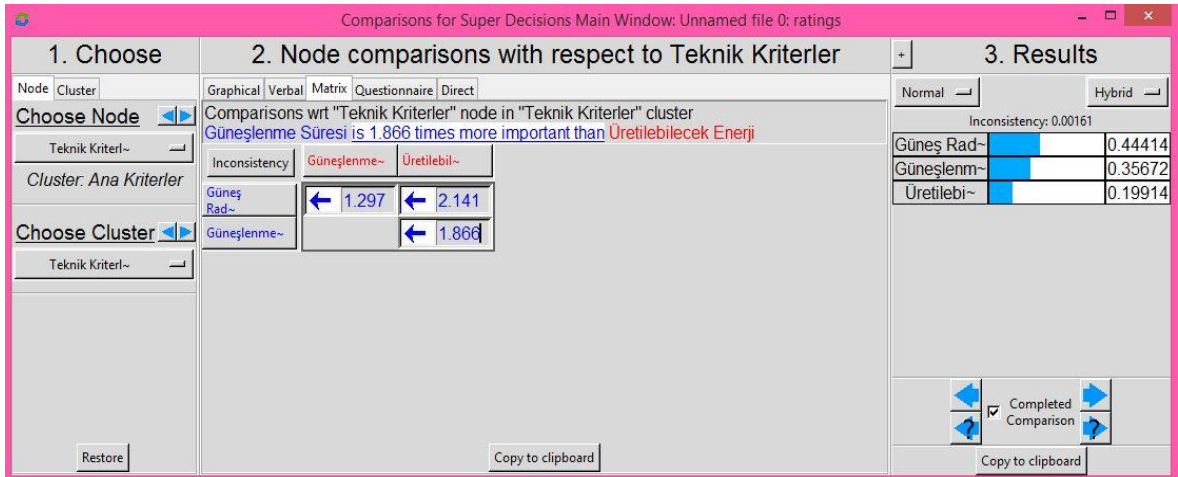 Comparisons for Super Decisions Main Window: Unnamed file 0: ratings
1. Choose
Node Cluster
Choose Node
Teknik Kriterl~
Cluster: Ana Kriterler
Choose Cluster
Teknik Kriterl~
Restore
2. Node comparisons with respect to Teknik Kriterler
Graphical Verbal Matrix Questionnaire Direct
Comparisons wrt "Teknik Kriterler" node in "Teknik Kriterler" cluster
Güneşlenme Süresi is 1.866 times more important than Üretilebilecek Enerji
Inconsistency Güneşlenme~ Üretilebil~
Güneş
Rad~
1.297 2.141
Güneşlenme~ 1.866
Copy to clipboard
+ 3. Results
Normal Hybrid
Inconsistency: 0.00161
Güneş Rad~ 0.44414
Güneşlenm~ 0.35672
Üretilebi~ 0.19914
Completed
Comparison
? ?
Copy to clipboard